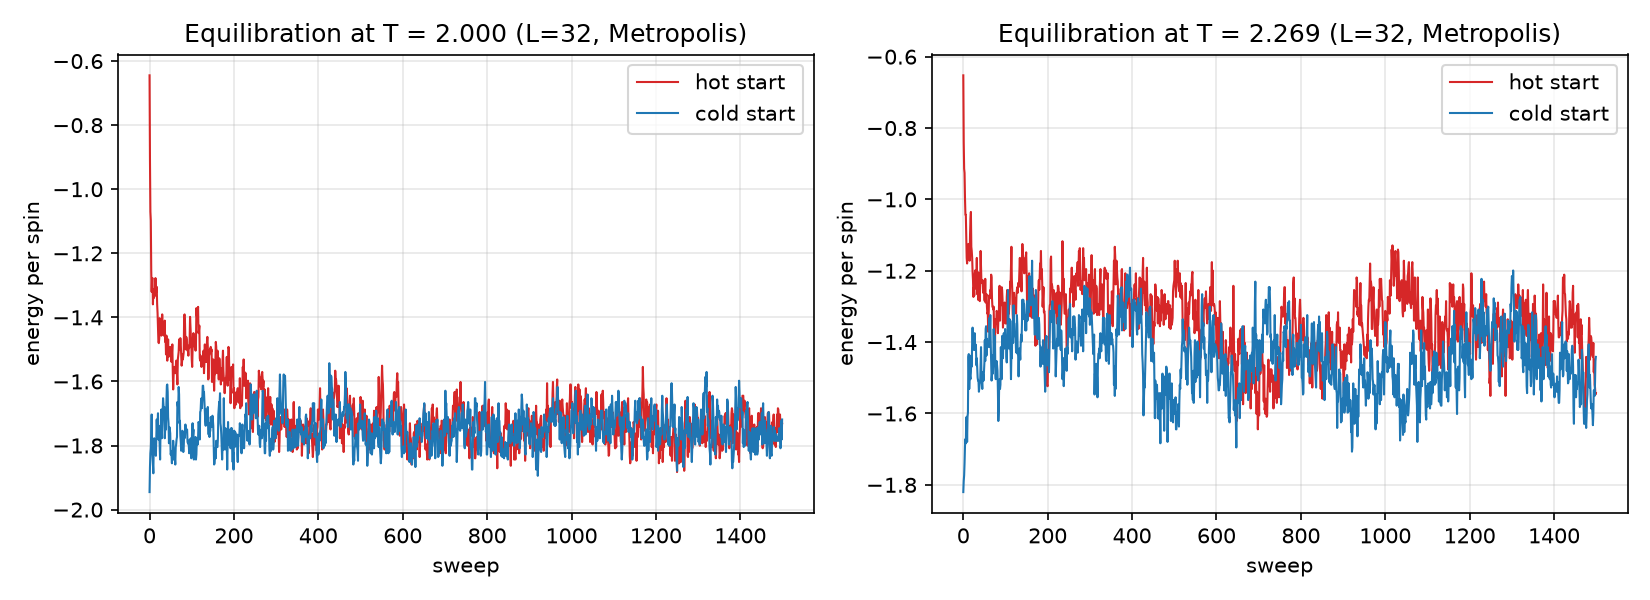 Equilibration at T = 2.000 (L=32, Metropolis)
energy per spin
−0.6
−0.8
−1.0
−1.2
−1.4
−1.6
−1.8
−2.0
hot start
cold start
0 200 400 600 800 1000 1200 1400
sweep
Equilibration at T = 2.269 (L=32, Metropolis)
energy per spin
−0.6
−0.8
−1.0
−1.2
−1.4
−1.6
−1.8
hot start
cold start
0 200 400 600 800 1000 1200 1400
sweep